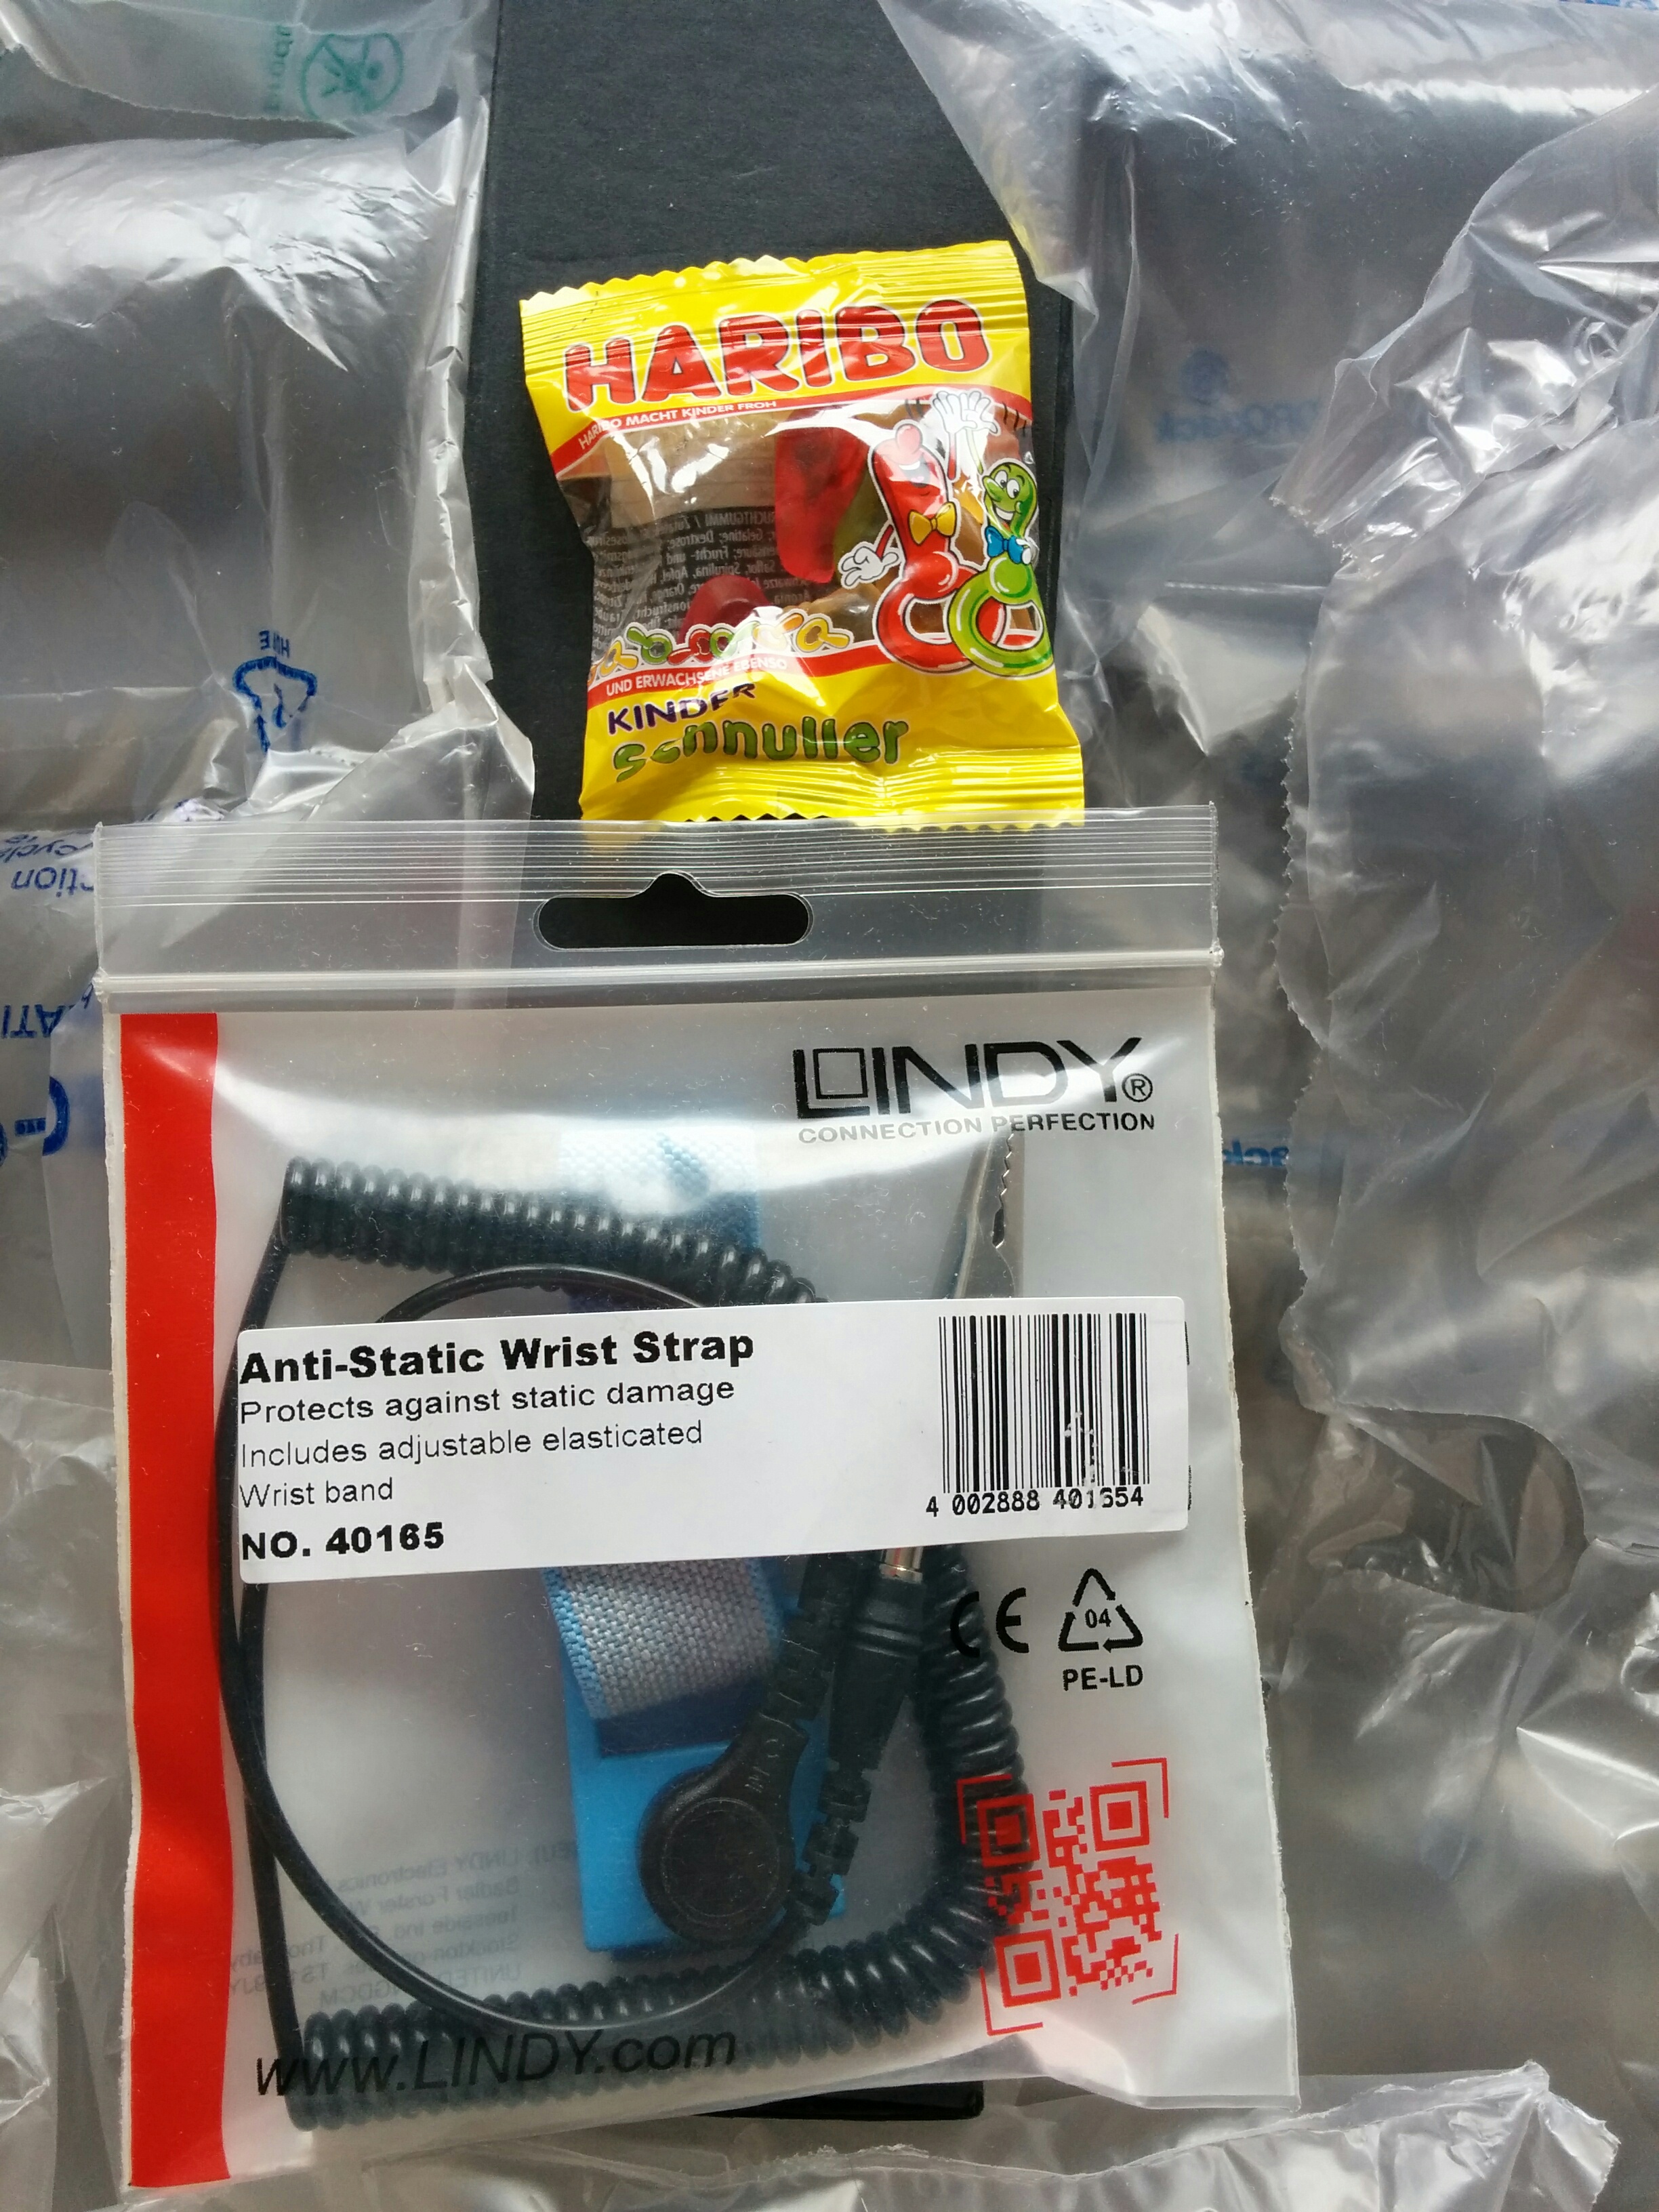 HARIBO
HARIBO MACHT KINDER FROH
UND ERWACHSENE EBENSO
KINDER
Schnuller
LINDY®
CONNECTION PERFECTION
Anti-Static Wrist Strap
Protects against static damage
Includes adjustable elasticated
Wrist band
NO. 40165
4 002888 401654
CE
04
PE-LD
www.LINDY.com